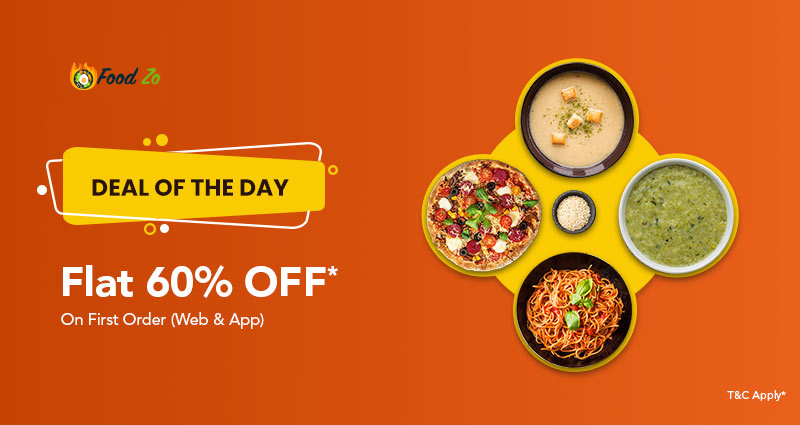 Food Zo
DEAL OF THE DAY
Flat 60% OFF*
On First Order (Web & App)
T&C Apply*